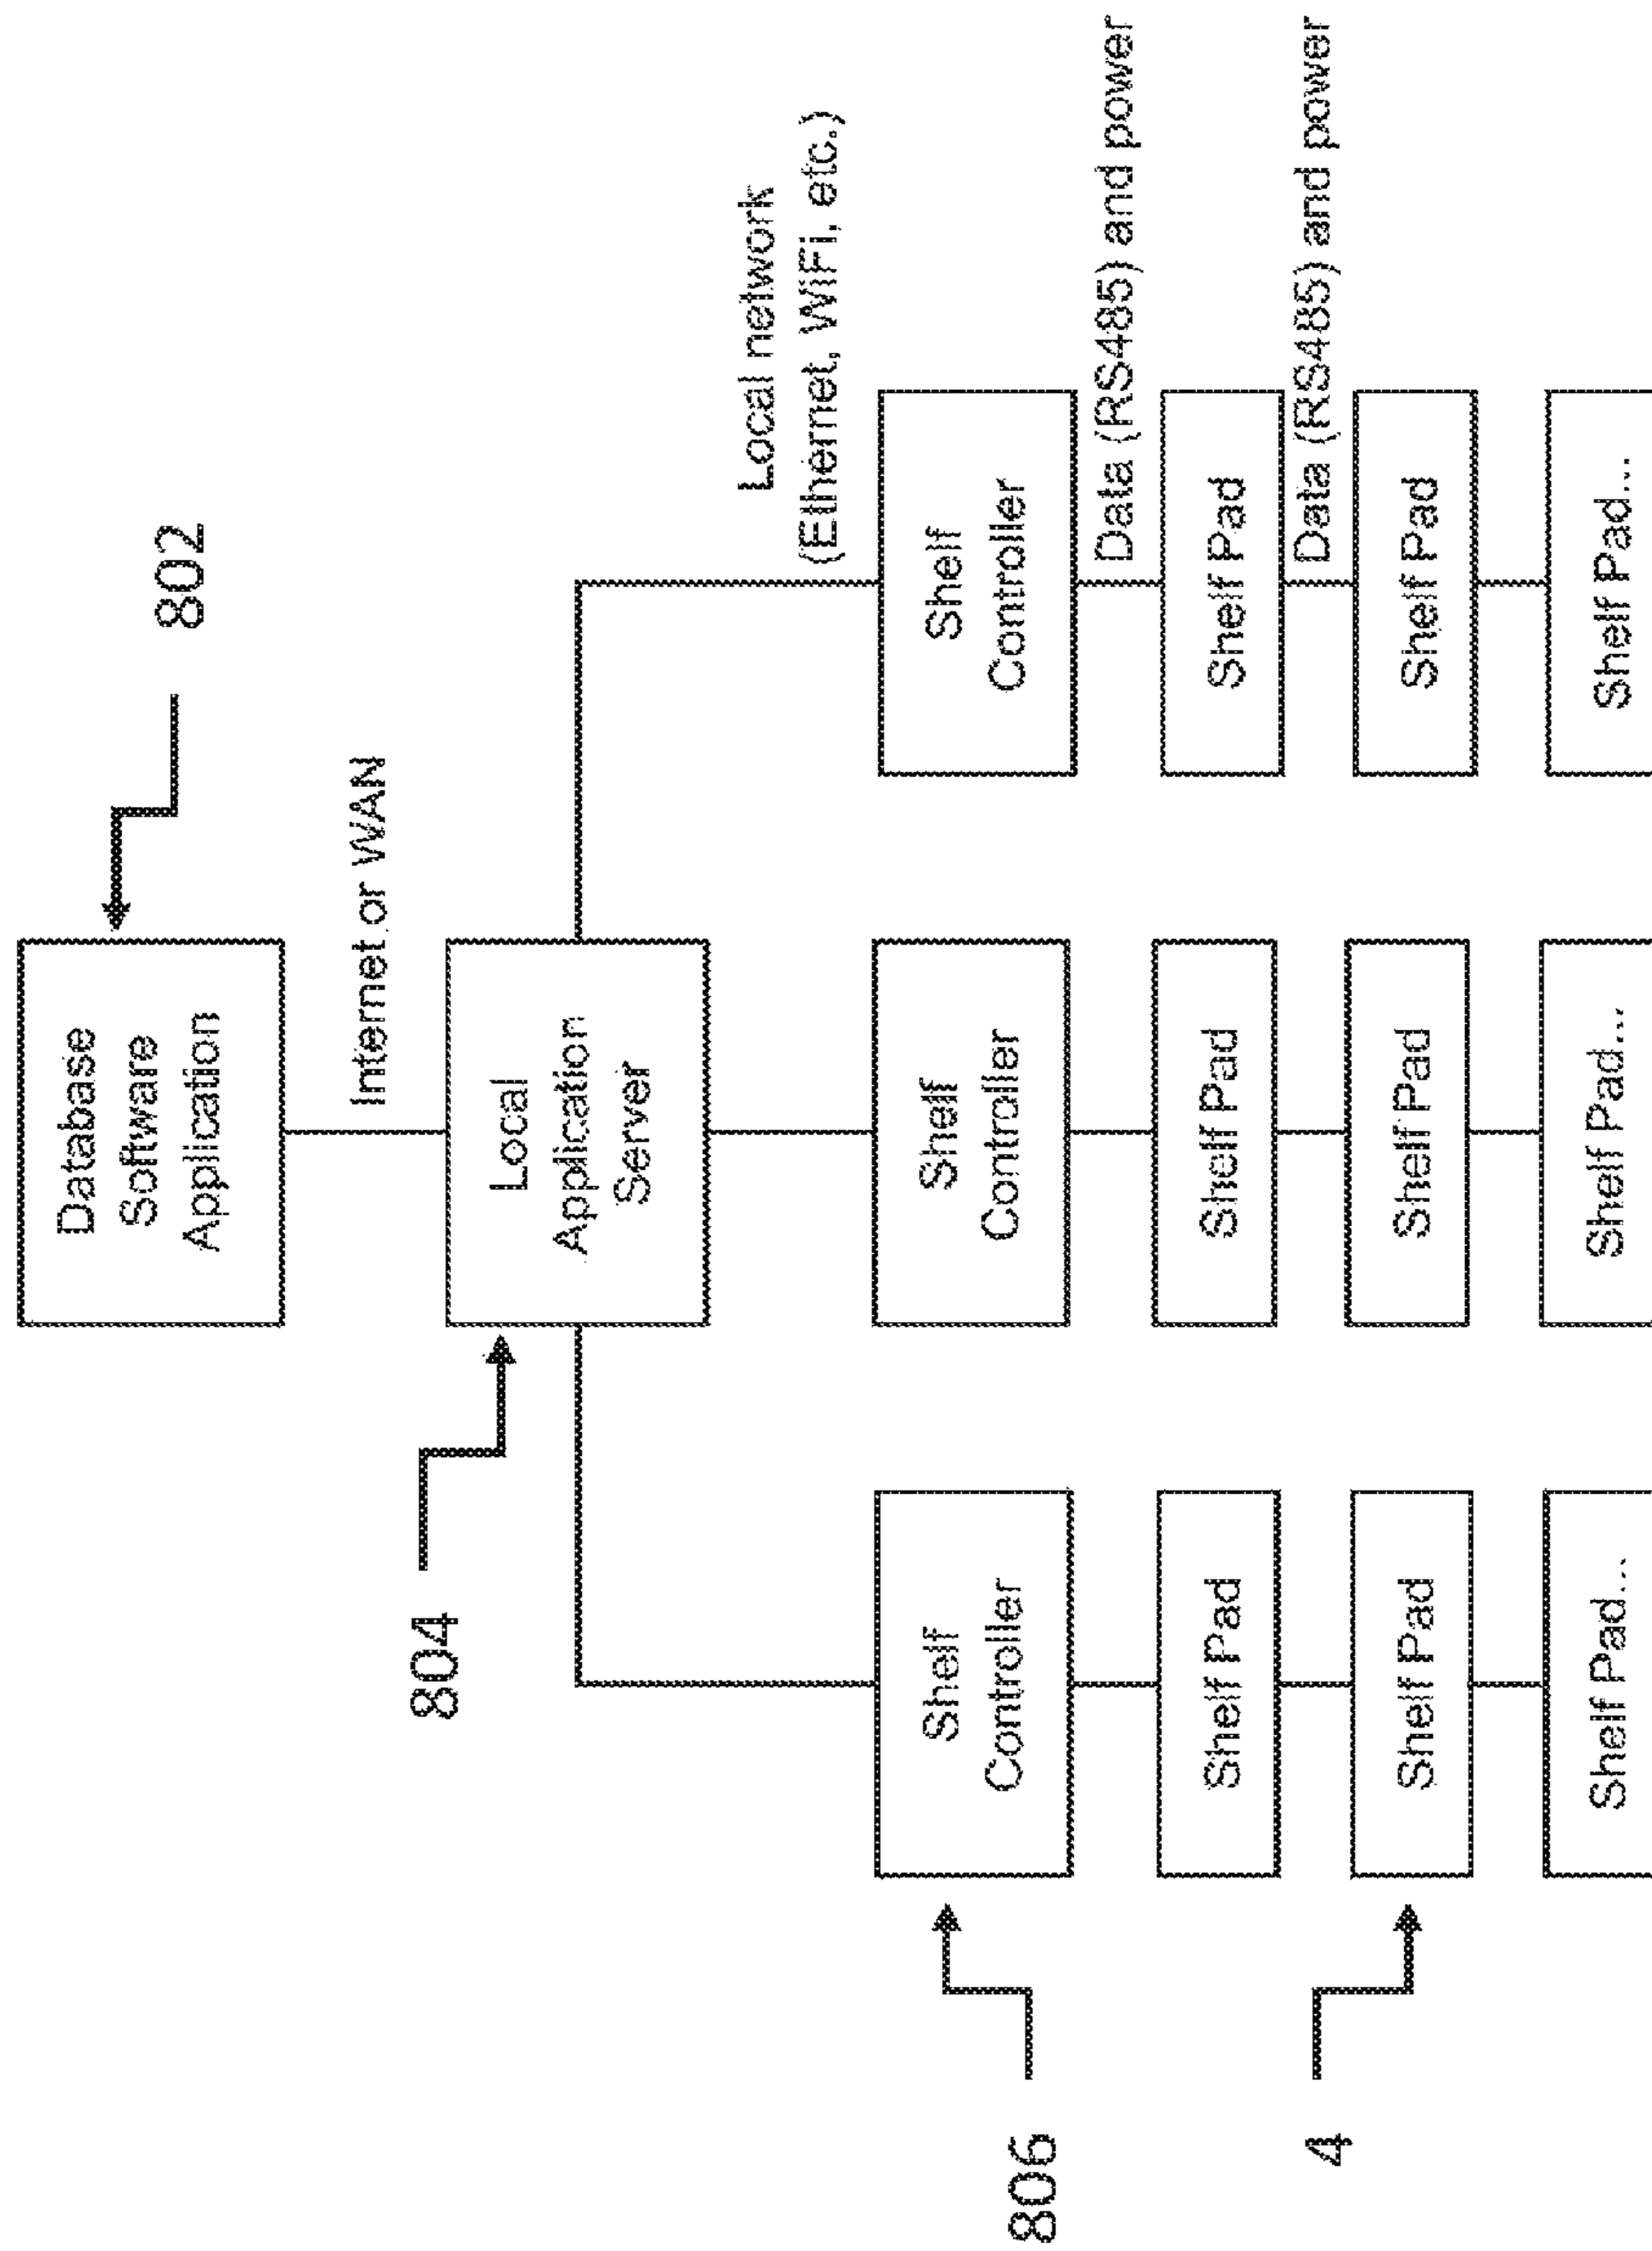 Database
Software
Application
802
Internet or WAN
804
Local
Application
Server
Local network
(Ethernet, WiFi, etc.)
Shelf
Controller
Shelf
Controller
Shelf
Controller
806
Data (RS485) and power
Shelf Pad
Shelf Pad
Shelf Pad
Data (RS485) and power
4
Shelf Pad
Shelf Pad
Shelf Pad
Shelf Pad...
Shelf Pad...
Shelf Pad...